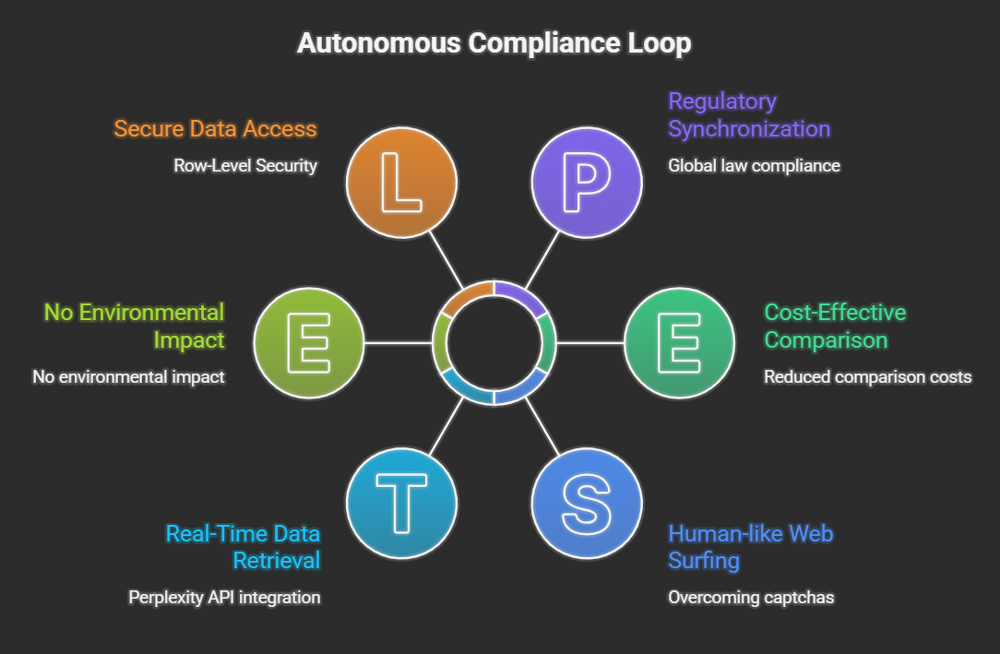 Autonomous Compliance Loop
Secure Data Access
Row-Level Security
L
P
Regulatory
Synchronization
Global law compliance
No Environmental
Impact
No environmental impact
E
E
Cost-Effective
Comparison
Reduced comparison costs
Real-Time Data
Retrieval
Perplexity API integration
T
S
Human-like Web
Surfing
Overcoming captchas